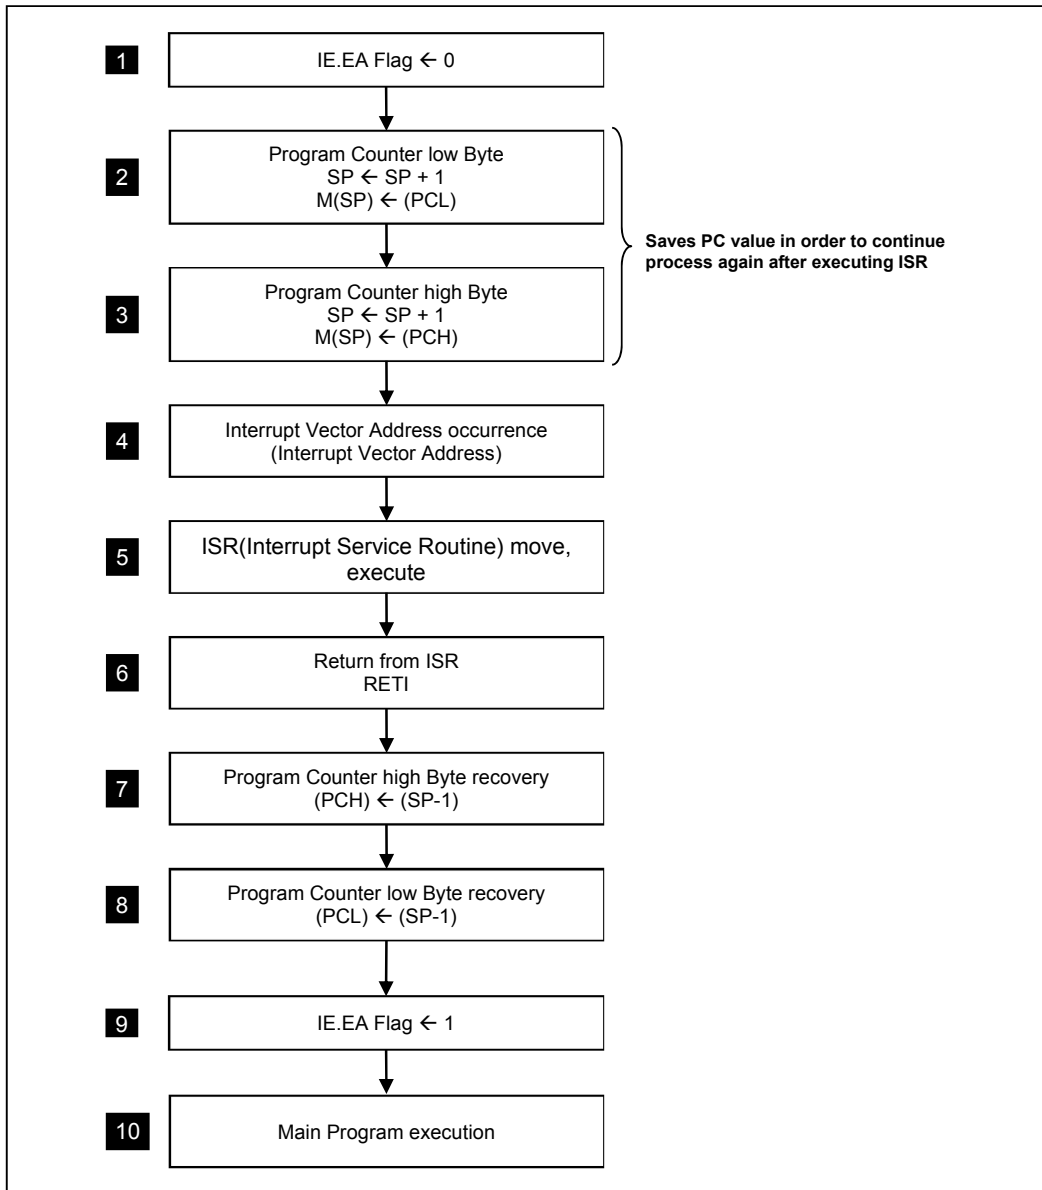 1
IE.EA Flag ← 0
2
Program Counter low Byte
SP ← SP + 1
M(SP) ← (PCL)
3
Program Counter high Byte
SP ← SP + 1
M(SP) ← (PCH)
Saves PC value in order to continue
process again after executing ISR
4
Interrupt Vector Address occurrence
(Interrupt Vector Address)
5
ISR(Interrupt Service Routine) move,
execute
6
Return from ISR
RETI
7
Program Counter high Byte recovery
(PCH) ← (SP-1)
8
Program Counter low Byte recovery
(PCL) ← (SP-1)
9
IE.EA Flag ← 1
10
Main Program execution